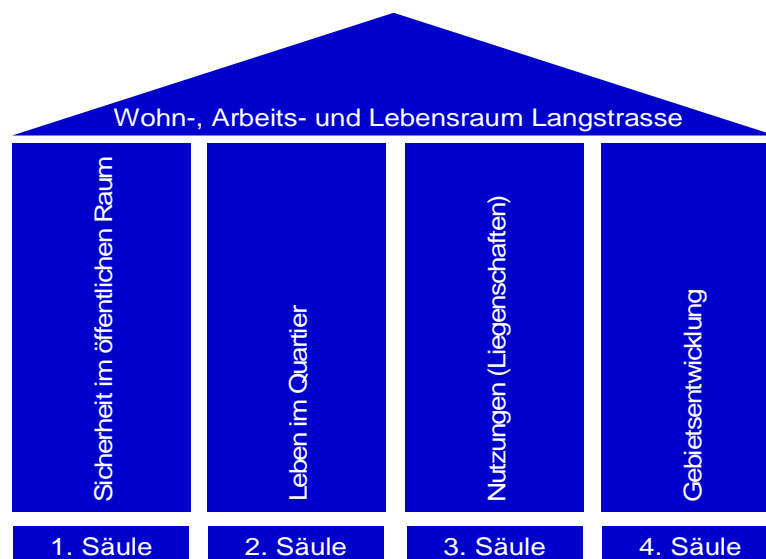 Wohn-, Arbeits- und Lebensraum Langstrasse
Sicherheit im öffentlichen Raum
Leben im Quartier
Nutzungen (Liegenschaften)
Gebietsentwicklung
1. Säule
2. Säule
3. Säule
4. Säule